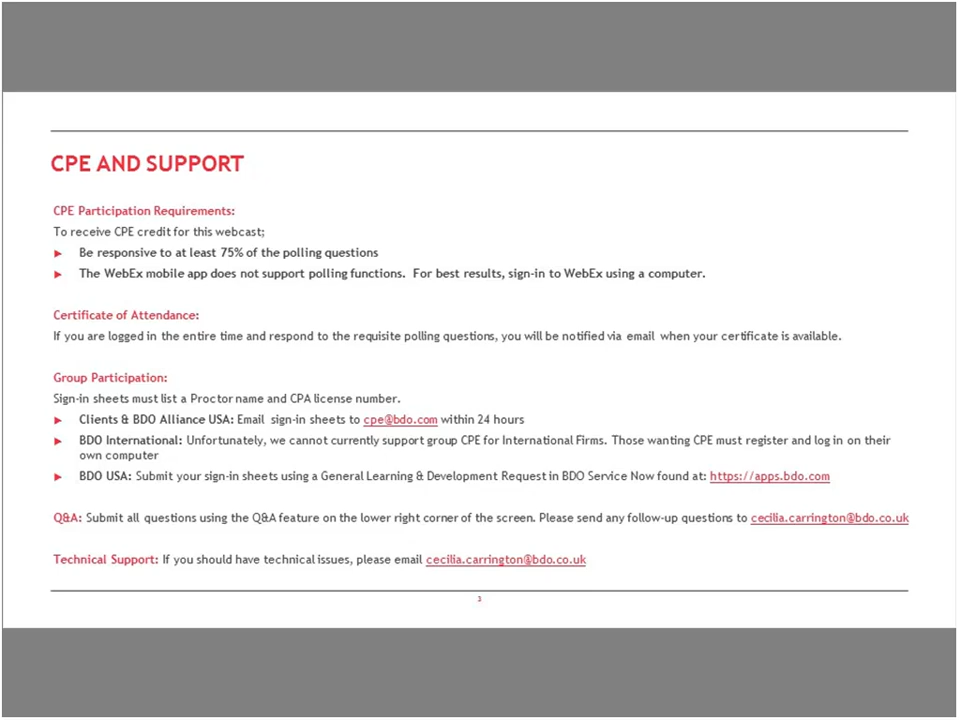 CPE AND SUPPORT
CPE Participation Requirements:
To receive CPE credit for this webcast;
► Be responsive to at least 75% of the polling questions
► The WebEx mobile app does not support polling functions.  For best results, sign-in to WebEx using a computer.
Certificate of Attendance:
If you are logged in the entire time and respond to the requisite polling questions, you will be notified via email when your certificate is available.
Group Participation:
Sign-in sheets must list a Proctor name and CPA license number.
► Clients & BDO Alliance USA: Email sign-in sheets to cpe@bdo.com within 24 hours
► BDO International: Unfortunately, we cannot currently support group CPE for International Firms. Those wanting CPE must register and log in on their
own computer
► BDO USA: Submit your sign-in sheets using a General Learning & Development Request in BDO Service Now found at: https://apps.bdo.com
Q&A: Submit all questions using the Q&A feature on the lower right corner of the screen. Please send any follow-up questions to cecilia.carrington@bdo.co.uk
Technical Support: If you should have technical issues, please email cecilia.carrington@bdo.co.uk
3